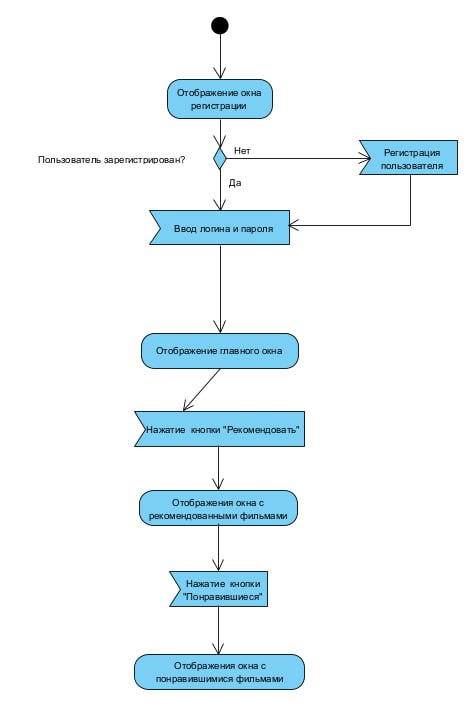 Отображение окна
регистрации
Нет
Пользователь зарегистрирован?
Регистрация
пользователя
Да
Ввод логина и пароля
Отображение главного окна
Нажатие кнопки "Рекомендовать"
Отображения окна с
рекомендованными фильмами
Нажатие кнопки
"Понравившиеся"
Отображения окна с
понравившимися фильмами